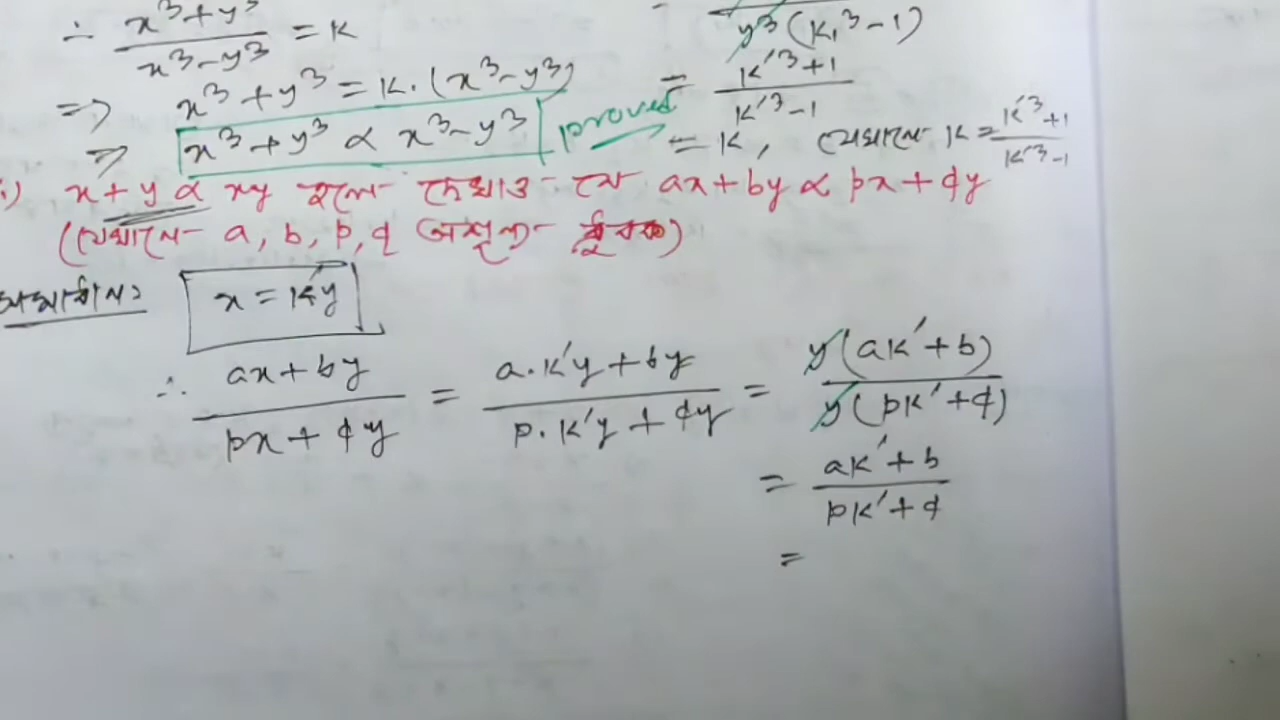 ∴ x³+y³ / x³-y³ = K
y³(K₁³-1)
=> x³+y³ = K.(x³-y³)
= K'³+1 / K'³-1
=> x³+y³ ∝ x³-y³ proved
= K, যেখানে K = K'³+1 / K'³-1
i) x+y ∝ xy হলে দেখাও যে ax+by ∝ px+qy
(যেখানে a, b, p, q অশূন্য ধ্রুবক)
সমাধান:
x = K'y
∴ ax+by / px+qy = a.K'y+by / p.K'y+qy = y(aK'+b) / y(pK'+q)
= aK'+b / pK'+q
=